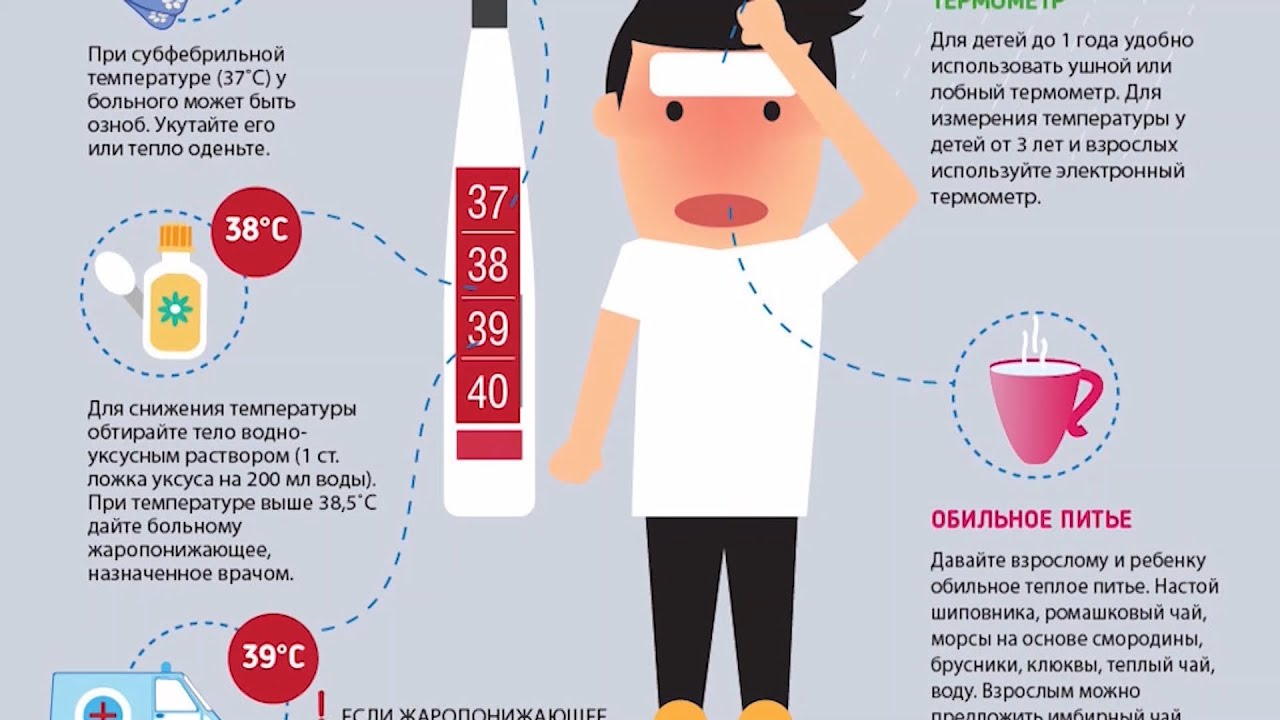 При субфебрильной
температуре (37˚С) у
больного может быть
озноб. Укутайте его
или тепло оденьте.
38°С
Для снижения температуры
обтирайте тело водно-
уксусным раствором (1 ст.
ложка уксуса на 200 мл воды).
При температуре выше 38,5˚С
дайте больному
жаропонижающее,
назначенное врачом.
39°С
! ЕСЛИ ЖАРОПОНИЖАЮЩЕЕ
37
38
39
40
ТЕРМОМЕТР
Для детей до 1 года удобно
использовать ушной или
лобный термометр. Для
измерения температуры у
детей от 3 лет и взрослых
используйте электронный
термометр.
ОБИЛЬНОЕ ПИТЬЕ
Давайте взрослому и ребенку
обильное теплое питье. Настой
шиповника, ромашковый чай,
морсы на основе смородины,
брусники, клюквы, теплый чай,
воду. Взрослым можно
предложить имбирный чай